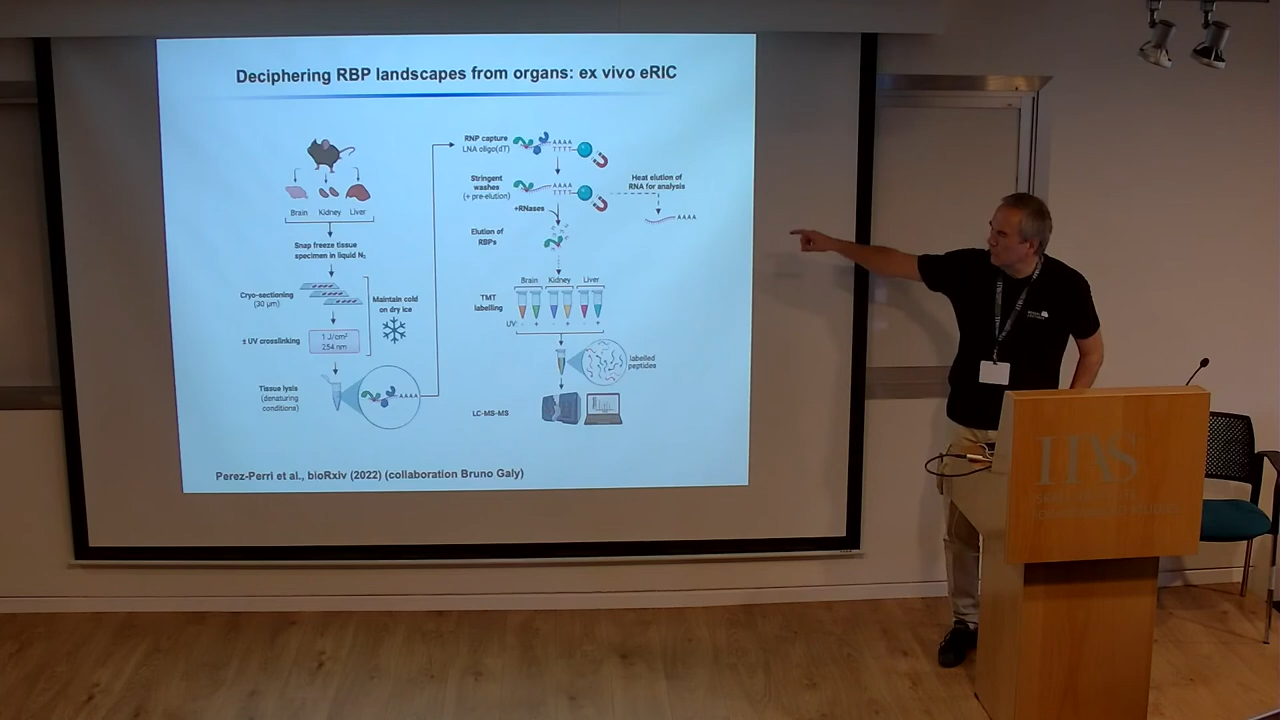 Deciphering RBP landscapes from organs: ex vivo eRIC
Brain Kidney Liver
Snap freeze tissue
specimen in liquid N₂
Cryo-sectioning
(30 µm)
Maintain cold
on dry ice
± UV crosslinking
1 J/cm²
254 nm
Tissue lysis
(denaturing
conditions)
AAAA
RNP capture
LNA oligo(dT)
AAAA
TTTT
Stringent
washes
(+ pre-elution)
AAAA
TTTT
Heat elution of
RNA for analysis
AAAA
+RNases
Elution of
RBPs
Brain Kidney Liver
TMT
labelling
UV: - + - + - +
labelled
peptides
LC-MS-MS
Perez-Perri et al., bioRxiv (2022) (collaboration Bruno Galy)
IIAS